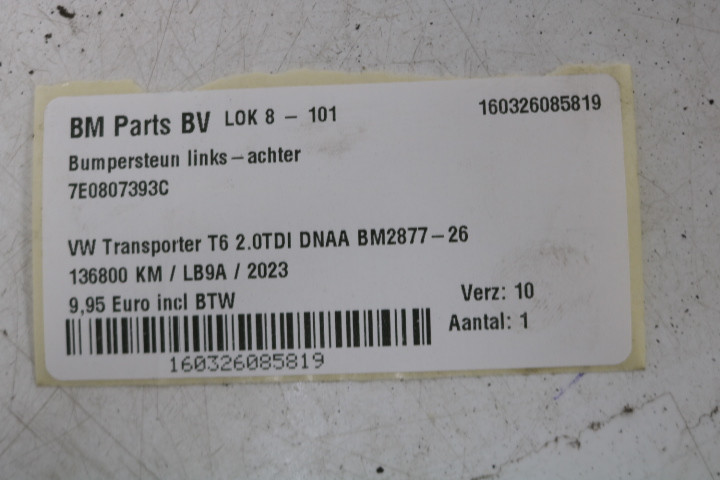 BM Parts BV LOK 8 - 101 160326085819
Bumpersteun links-achter
7E0807393C
VW Transporter T6 2.0TDI DNAA BM2877-26
136800 KM / LB9A / 2023
9,95 Euro incl BTW Verz: 10
Aantal: 1
160326085819